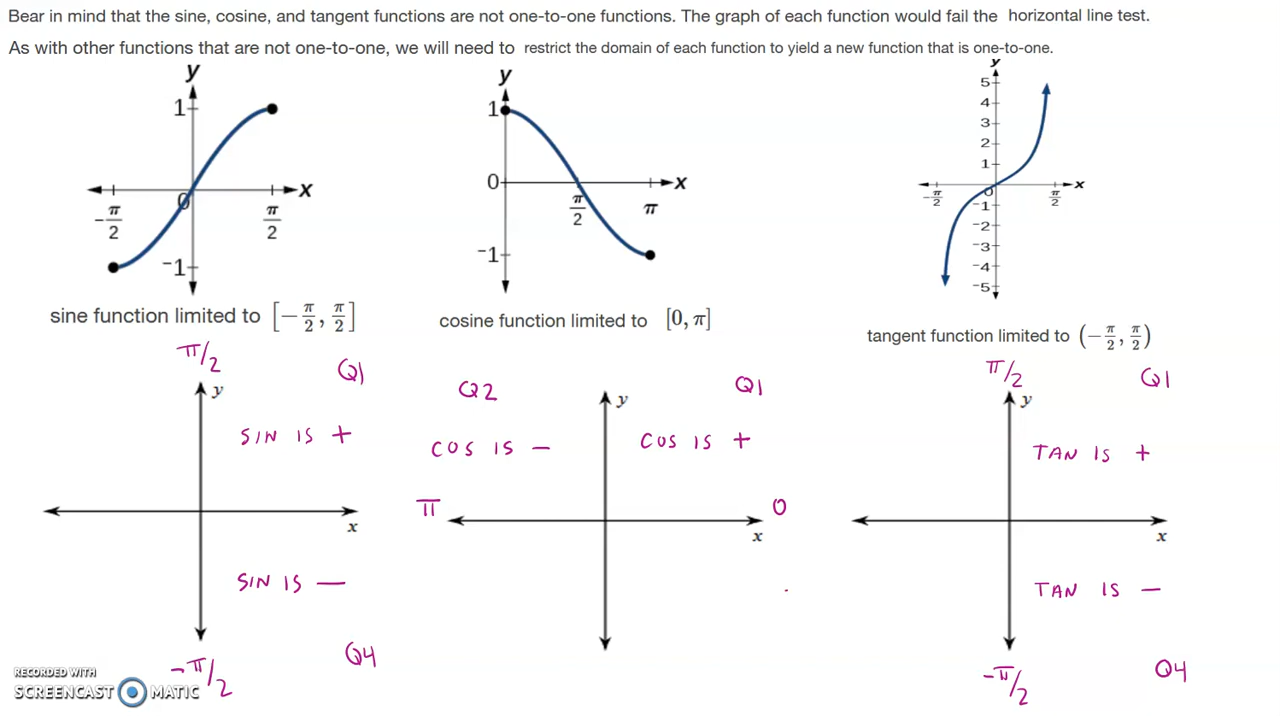 Bear in mind that the sine, cosine, and tangent functions are not one-to-one functions. The graph of each function would fail the horizontal line test.
As with other functions that are not one-to-one, we will need to restrict the domain of each function to yield a new function that is one-to-one.
y
1
0
x
-π/2
π/2
-1
sine function limited to [-π/2, π/2]
y
1
0
x
π/2
π
-1
cosine function limited to [0, π]
y
5
4
3
2
1
x
-π/2
0
π/2
-1
-2
-3
-4
-5
tangent function limited to (-π/2, π/2)
π/2
Q1
y
SIN IS +
x
SIN IS —
Q4
-π/2
Q2
Q1
y
COS IS —
COS IS +
π
0
x
π/2
Q1
y
TAN IS +
x
TAN IS —
Q4
-π/2
RECORDED WITH
SCREENCAST MATIC